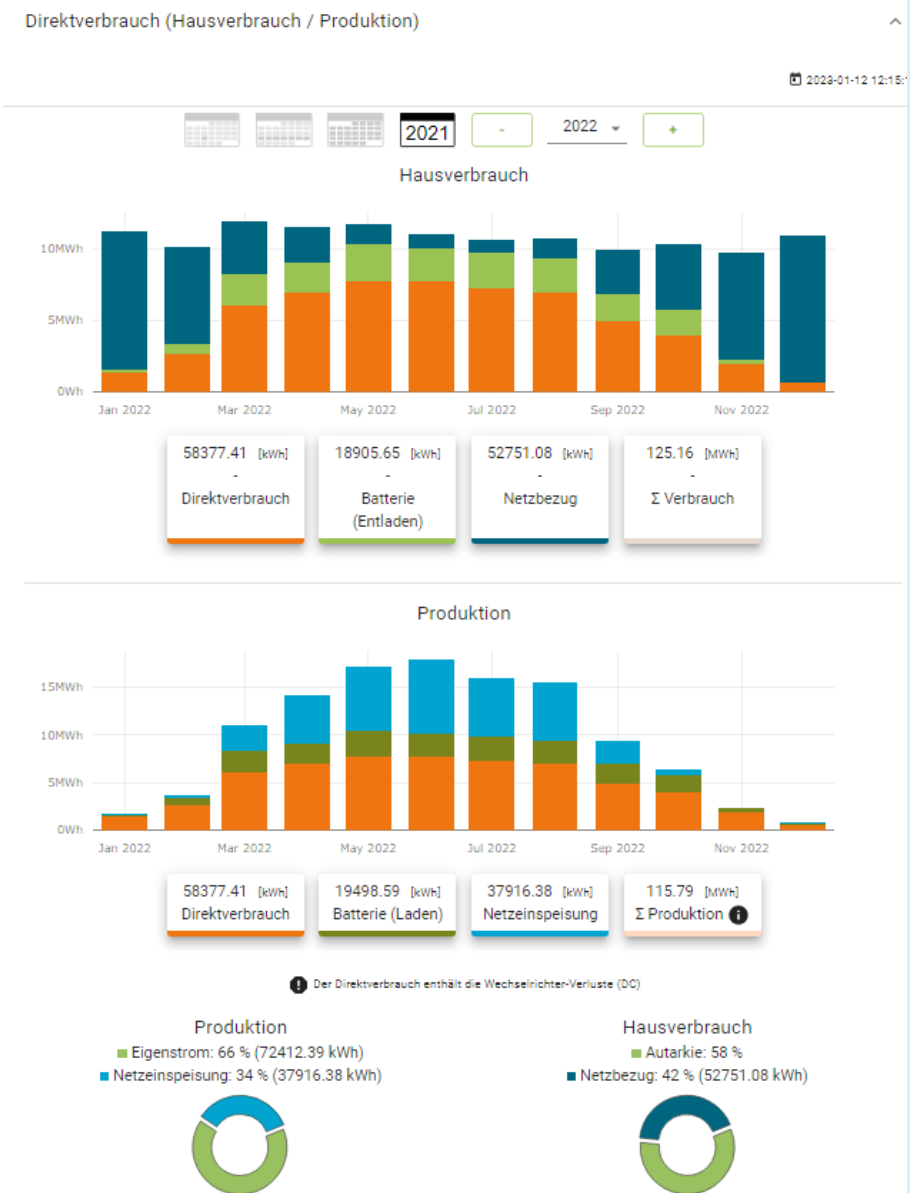 Direktverbrauch (Hausverbrauch / Produktion)
2023-01-12 12:15:
2021 - 2022 +
Hausverbrauch
10MWh
5MWh
0Wh
Jan 2022 Mar 2022 May 2022 Jul 2022 Sep 2022 Nov 2022
58377.41 [kWh] 18905.65 [kWh] 52751.08 [kWh] 125.16 [MWh]
- - - -
Direktverbrauch Batterie Netzbezug Σ Verbrauch
(Entladen)
Produktion
15MWh
10MWh
5MWh
0Wh
Jan 2022 Mar 2022 May 2022 Jul 2022 Sep 2022 Nov 2022
58377.41 [kWh] 19498.59 [kWh] 37916.38 [kWh] 115.79 [MWh]
Direktverbrauch Batterie (Laden) Netzeinspeisung Σ Produktion
Der Direktverbrauch enthält die Wechselrichter-Verluste (DC)
Produktion Hausverbrauch
Eigenstrom: 66 % (72412.39 kWh) Autarkie: 58 %
Netzeinspeisung: 34 % (37916.38 kWh) Netzbezug: 42 % (52751.08 kWh)